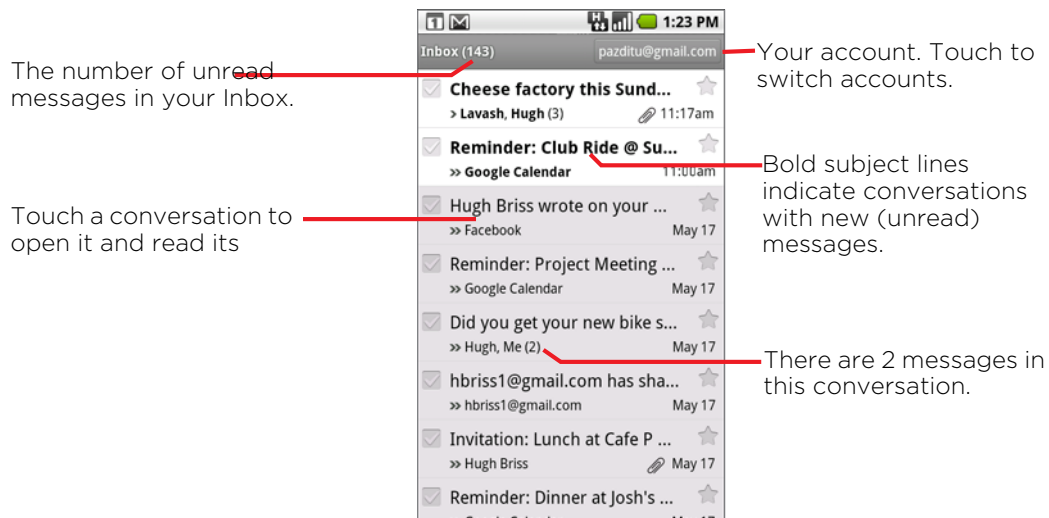 1:23 PM
Inbox (143)
pazditu@gmail.com
Cheese factory this Sund...
> Lavash, Hugh (3)
11:17am
Reminder: Club Ride @ Su...
» Google Calendar
11:00am
Hugh Briss wrote on your ...
» Facebook
May 17
Reminder: Project Meeting ...
» Google Calendar
May 17
Did you get your new bike s...
» Hugh, Me (2)
May 17
hbriss1@gmail.com has sha...
» hbriss1@gmail.com
May 17
Invitation: Lunch at Cafe P ...
» Hugh Briss
May 17
Reminder: Dinner at Josh's ...
The number of unread
messages in your Inbox.
Touch a conversation to
open it and read its
Your account. Touch to
switch accounts.
Bold subject lines
indicate conversations
with new (unread)
messages.
There are 2 messages in
this conversation.